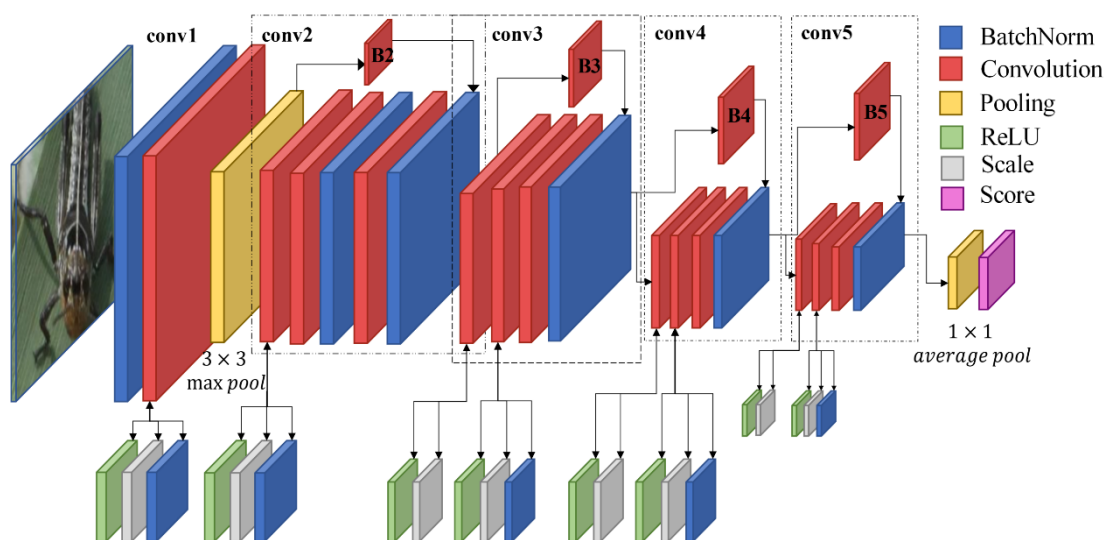 conv1
conv2
conv3
conv4
conv5
B2
B3
B4
B5
BatchNorm
Convolution
Pooling
ReLU
Scale
Score
3 × 3
max pool
1 × 1
average pool